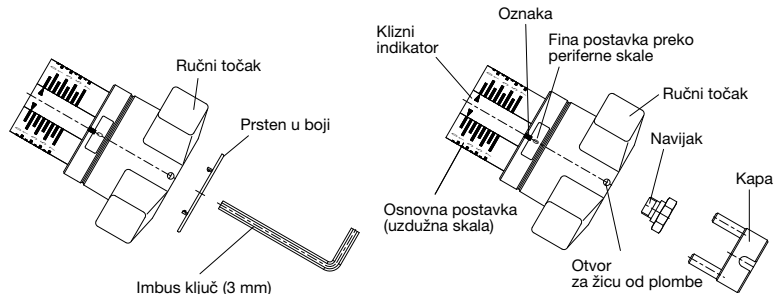 Ručni točak
Prsten u boji
Imbus ključ (3 mm)
Oznaka
Klizni
indikator
Fina postavka preko
periferne skale
Ručni točak
Navijak
Kapa
Osnovna postavka
(uzdužna skala)
Otvor
za žicu od plombe